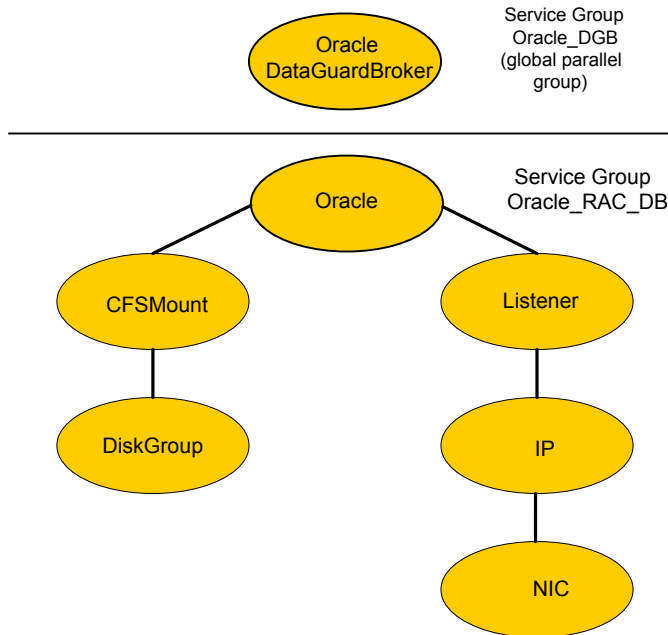 Oracle
DataGuardBroker
Service Group
Oracle_DGB
(global parallel
group)
Service Group
Oracle_RAC_DB
Oracle
CFSMount
Listener
DiskGroup
IP
NIC